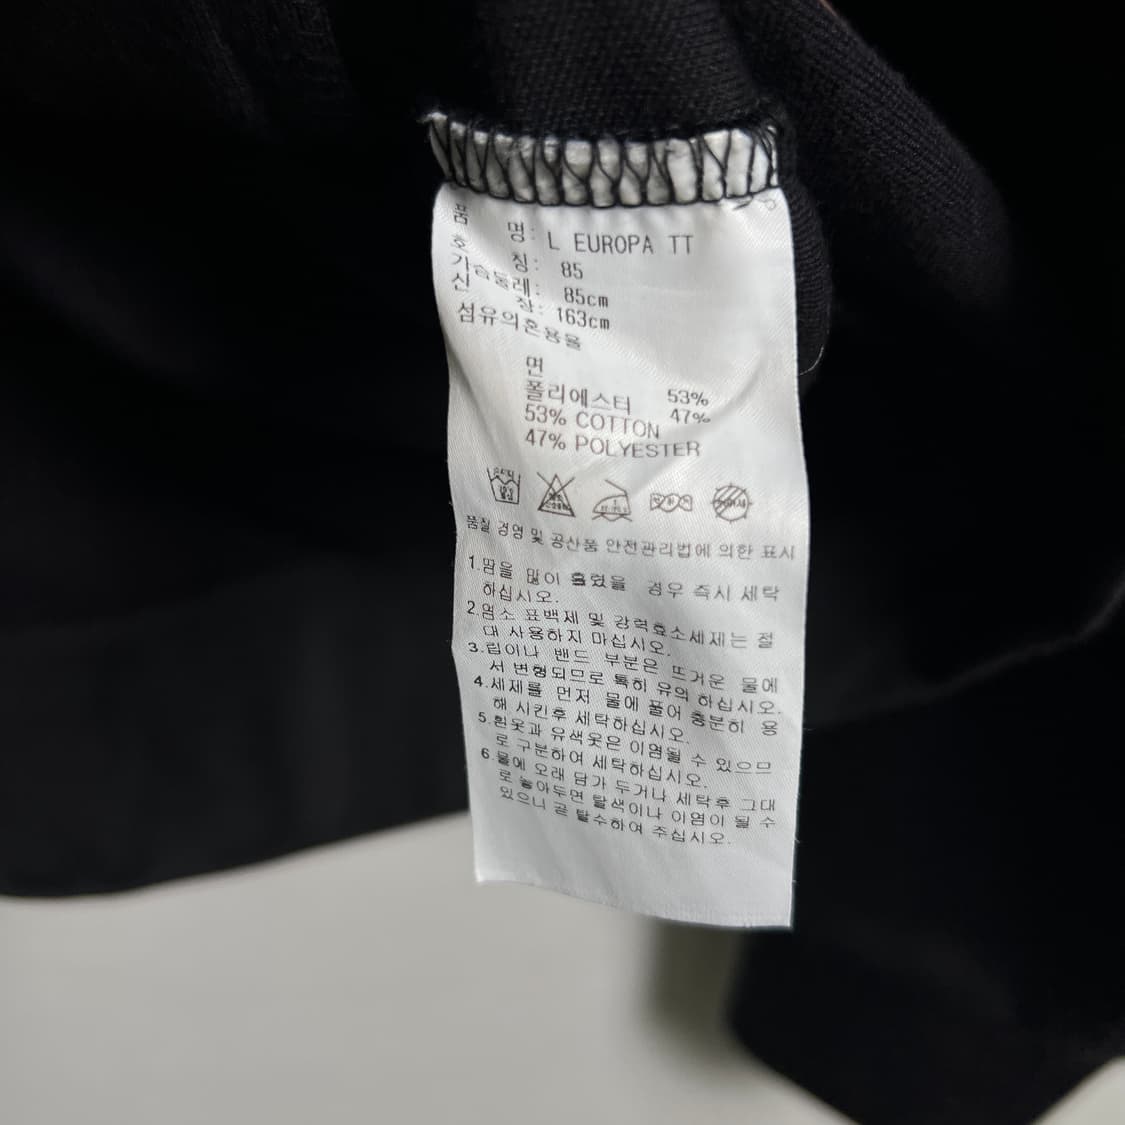 품 명: L EUROPA TT
호 칭: 85
가슴둘레: 85cm
신 장: 163cm
섬유의혼용율
면 53%
폴리에스터 47%
53% COTTON
47% POLYESTER
품질 경영 및 공산품 안전관리법에 의한 표시
1.땀을 많이 흘렸을 경우 즉시 세탁
하십시오.
2.염소 표백제 및 강력효소세제는 절
대 사용하지 마십시오.
3.립이나 밴드 부분은 뜨거운 물에
서 변형되므로 특히 유의 하십시오.
4.세제를 먼저 물에 풀어 충분히 용
해 시킨후 세탁하십시오.
5.흰옷과 유색옷은 이염될 수 있으므
로 구분하여 세탁하십시오.
6.물에 오래 담가 두거나 세탁후 그대
로 놓아두면 탈색이나 이염이 될 수
있으니 곧 탈수하여 주십시오.